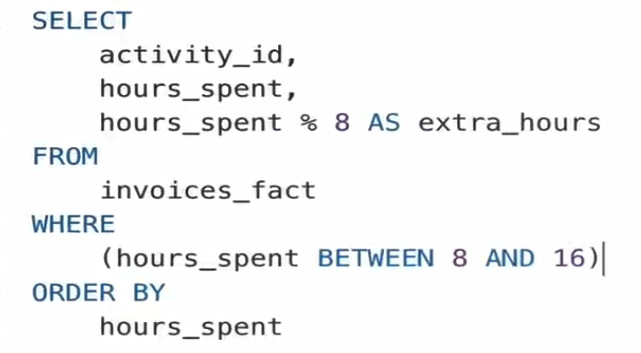 SELECT
    activity_id,
    hours_spent,
    hours_spent % 8 AS extra_hours
FROM
    invoices_fact
WHERE
    (hours_spent BETWEEN 8 AND 16)
ORDER BY
    hours_spent